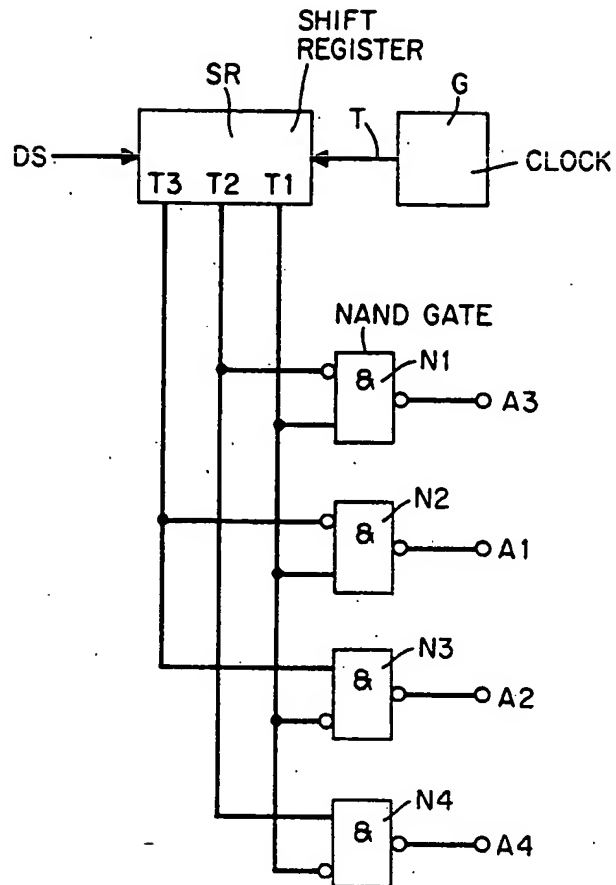 SHIFT
REGISTER
SR
G
DS
T
CLOCK
T3 T2 T1
NAND GATE
& N1
A3
& N2
A1
& N3
A2
& N4
A4